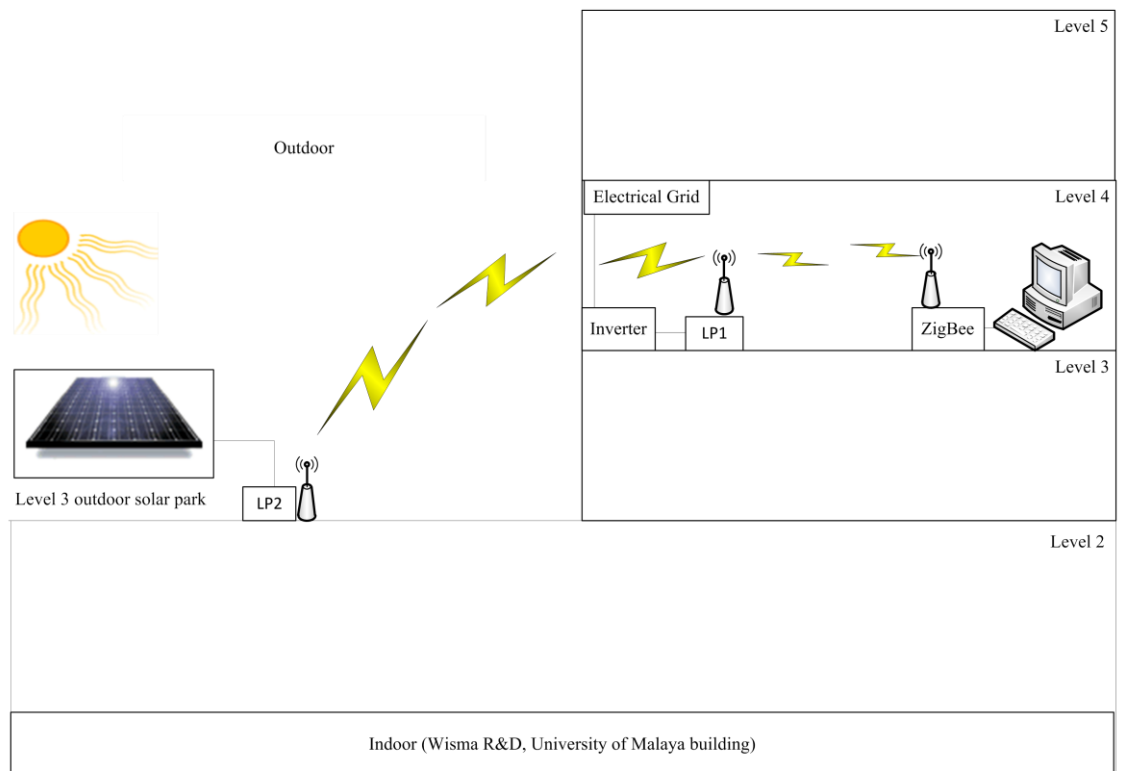 Level 5
Outdoor
Electrical Grid
Level 4
Inverter
LP1
ZigBee
Level 3
Level 3 outdoor solar park
LP2
Level 2
Indoor (Wisma R&D, University of Malaya building)